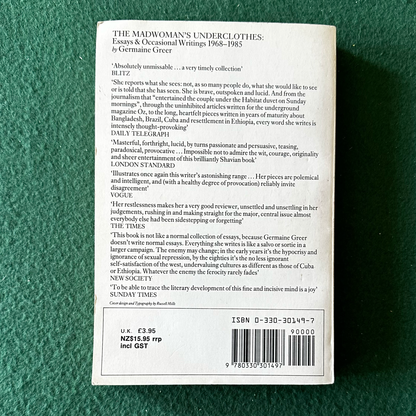 THE MADWOMAN'S UNDERCLOTHES:
Essays & Occasional Writings 1968–1985
by Germaine Greer
'Absolutely unmissable . . . a very timely collection'
BLITZ
'She reports what she sees: not, as so many people do, what she would like to see
or is told that she has seen. She is brave, outspoken and lucid. And from the
journalism that "entertained the couple under the Habitat duvet on Sunday
mornings", through the uninhibited articles written for the underground
magazine Oz, to the long, heartfelt pieces written in years of maturity about
Bangladesh, Brazil, Cuba and resettlement in Ethiopia, every word she writes is
intensely thought-provoking'
DAILY TELEGRAPH
'Masterful, forthright, lucid, by turns passionate and persuasive, teasing,
paradoxical, provocative . . . Impossible not to admire the wit, courage, originality
and sheer entertainment of this brilliantly Shavian book'
LONDON STANDARD
'Illustrates once again this writer's astonishing range . . . Her pieces are polemical
and intelligent, and (with a healthy degree of provocation) reliably invite
disagreement'
VOGUE
'Her restlessness makes her a very good reviewer, unsettled and unsettling in her
judgements, rushing in and making straight for the major, central issue almost
everybody else had been sidestepping or forgetting'
THE TIMES
'This book is not like a normal collection of essays, because Germaine Greer
doesn't write normal essays. Everything she writes is like a salvo or sortie in a
larger campaign. The enemy may change; in the early years it's the hypocrisy and
ignorance of sexual repression, by the eighties it's the no less ignorant
self-satisfaction of the west, undervaluing cultures as different as those of Cuba
or Ethiopia. Whatever the enemy the ferocity rarely fades'
NEW SOCIETY
'To be able to trace the literary development of this fine and incisive mind is a joy'
SUNDAY TIMES
Cover design and Typography by Russell Mills
U.K. £3.95
NZ$15.95 rrp
incl GST
ISBN 0-330-30149-7
90000
9 780330 301497